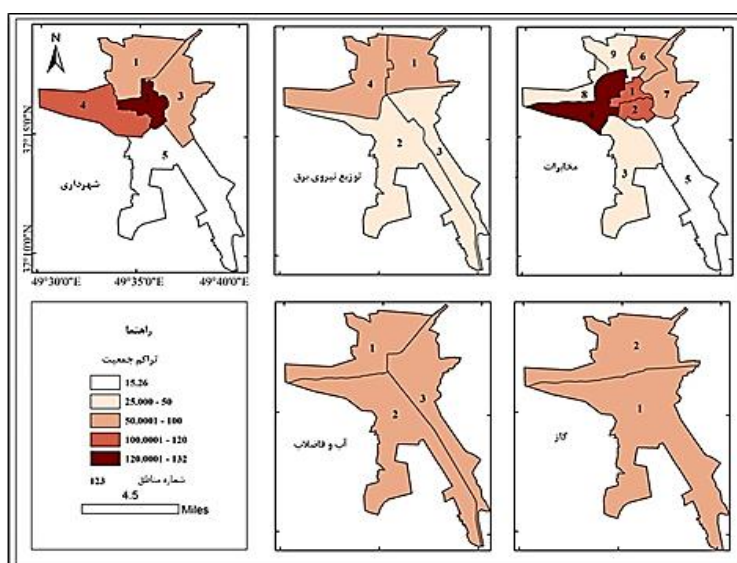 N
1
3
4
5
شهرداری
37°15'0"N
37°10'0"N
49°30'0"E
49°35'0"E
49°40'0"E
4
1
2
3
توزیع نیروی برق
9
6
1
7
8
2
3
5
مخابرات
راهنما
تراکم جمعیت
15.26
25.000 - 50
50.0001 - 100
100.0001 - 120
120.0001 - 132
شماره مناطق 123
4.5
Miles
1
2
3
آب و فاضلاب
2
1
گاز